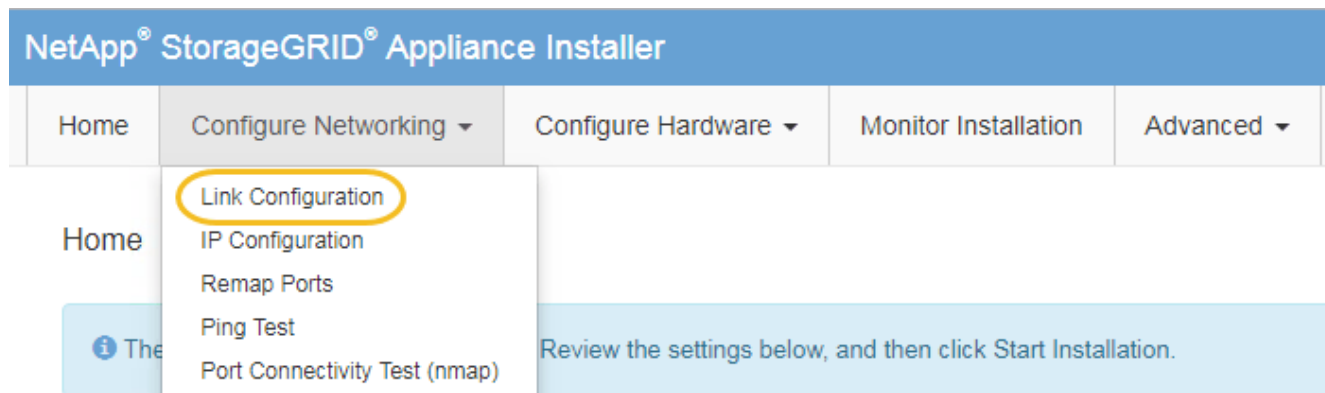 NetApp® StorageGRID® Appliance Installer
Home Configure Networking Configure Hardware Monitor Installation Advanced
Link Configuration
Home IP Configuration
Remap Ports
Ping Test
The Review the settings below, and then click Start Installation.
Port Connectivity Test (nmap)